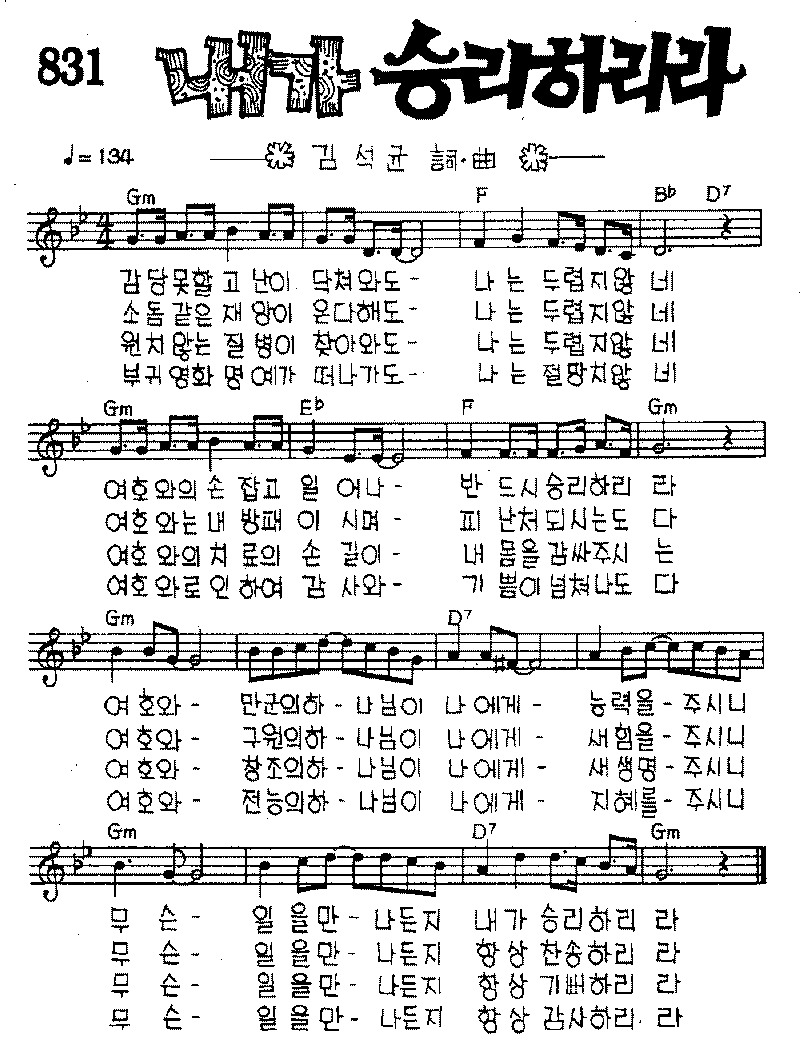 831 내가 승리하리라
♩= 134 김 석 균 詞·曲
Gm F B♭ D7
감당못할 고 난이 닥쳐와도- 나 는 두렵지않 네
소돔같은 재 앙이 온다해도- 나 는 두렵지않 네
원치않는 질 병이 찾아와도- 나 는 두렵지않 네
부귀영화 명 예가 떠나가도- 나 는 절망치않 네
Gm E♭ F Gm
여호와의 손 잡고 일 어나- 반 드시승리하리 라
여호와는 내 방패 이 시며- 피 난처되시는도 다
여호와의 치 료의 손 길이- 내 몸을감싸주시 는
여호와로 인 하여 감 사와- 기 쁨이넘쳐나도 다
Gm D7
여 호와- 만군의하-나님이 나 에게- 능력을-주시니
여 호와- 구원의하-나님이 나 에게- 새힘을-주시니
여 호와- 창조의하-나님이 나 에게- 새생명-주시니
여 호와- 전능의하-나님이 나 에게- 지혜를-주시니
Gm D7 Gm
무 슨- 일 을만-나든지 내가 승리하리 라
무 슨- 일 을만-나든지 항상 찬송하리 라
무 슨- 일 을만-나든지 항상 기뻐하리 라
무 슨- 일 을만-나든지 항상 감사하리 라